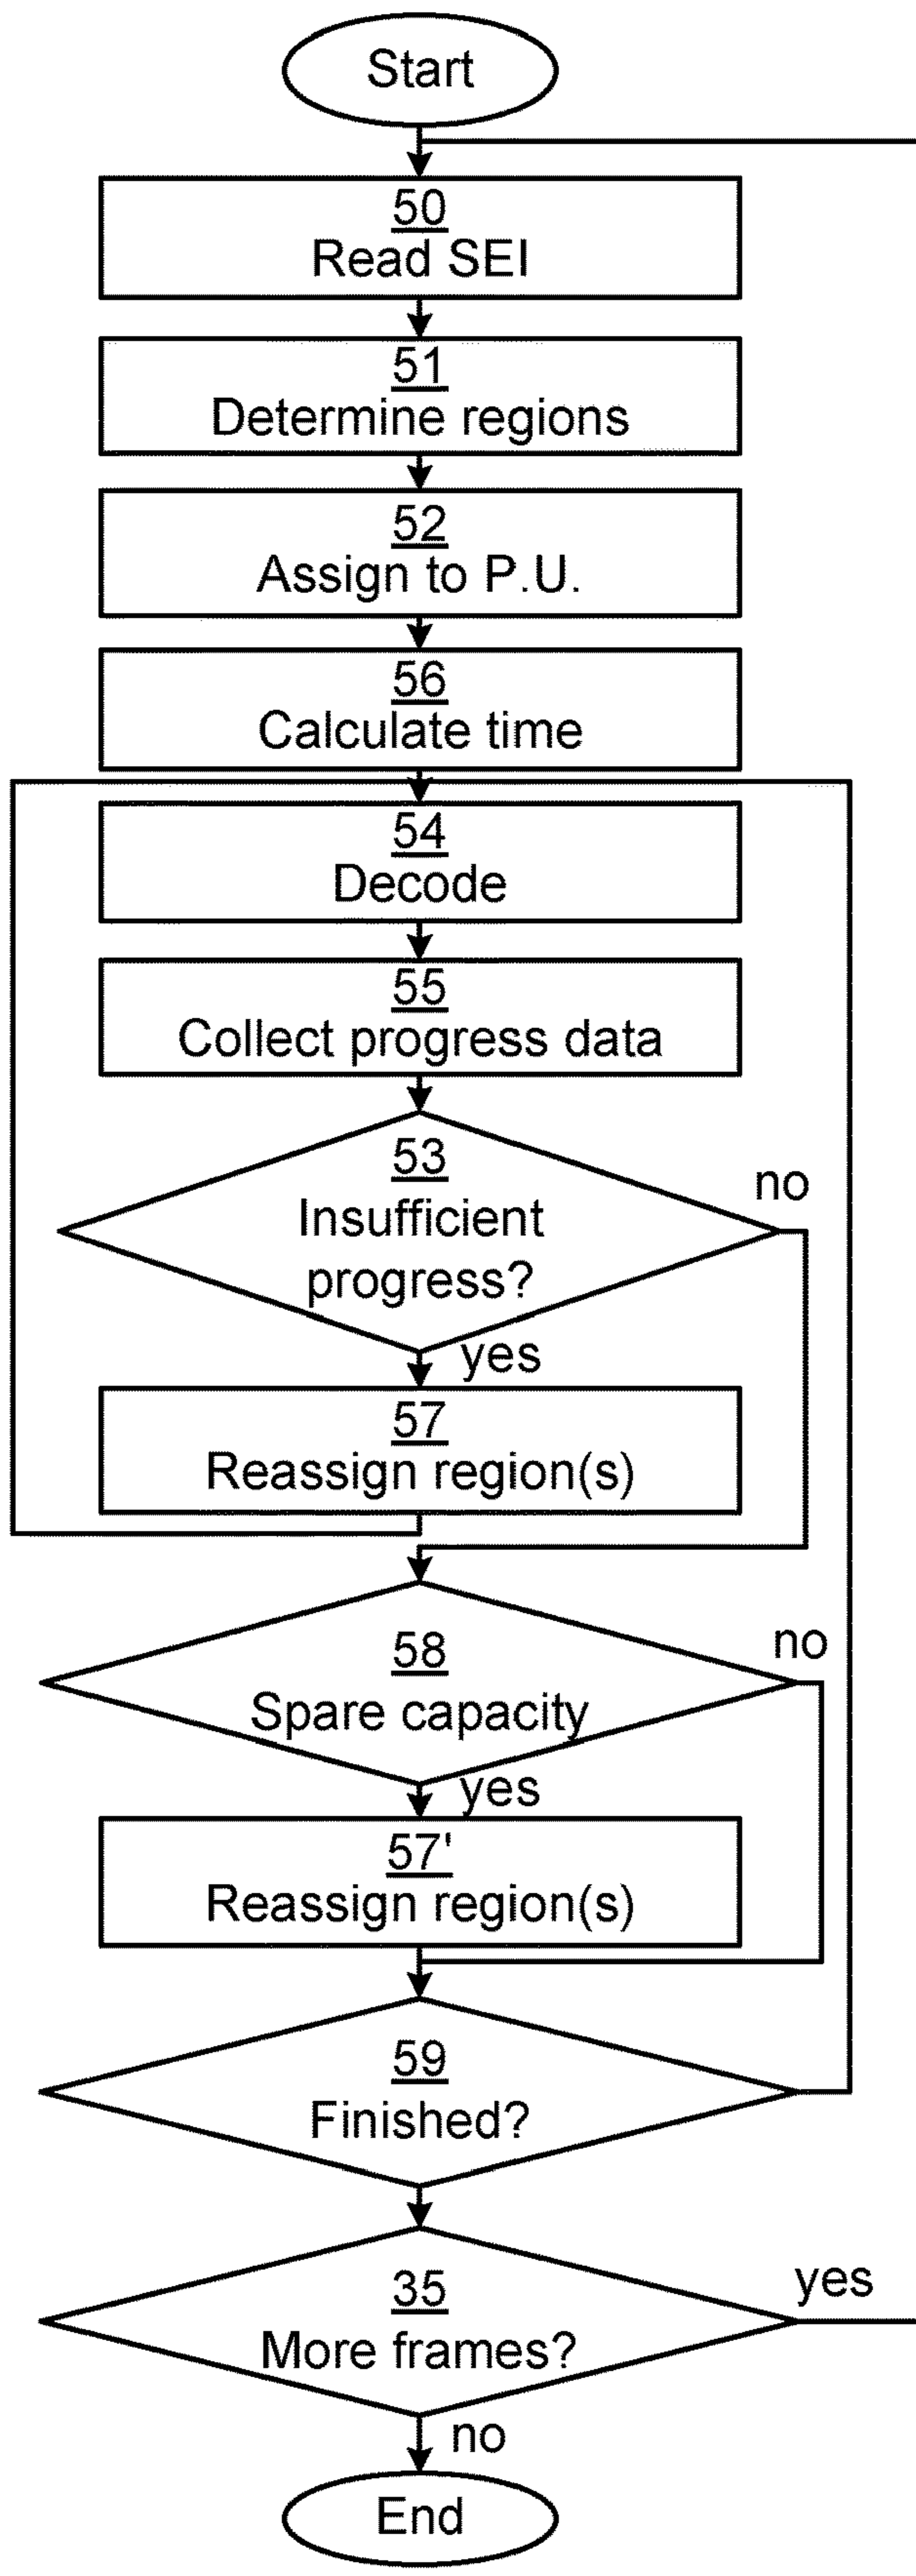 Start
50
Read SEI
51
Determine regions
52
Assign to P.U.
56
Calculate time
54
Decode
55
Collect progress data
53
no
Insufficient
progress?
yes
57
Reassign region(s)
no
58
Spare capacity
yes
57'
Reassign region(s)
59
Finished?
yes
35
More frames?
no
End